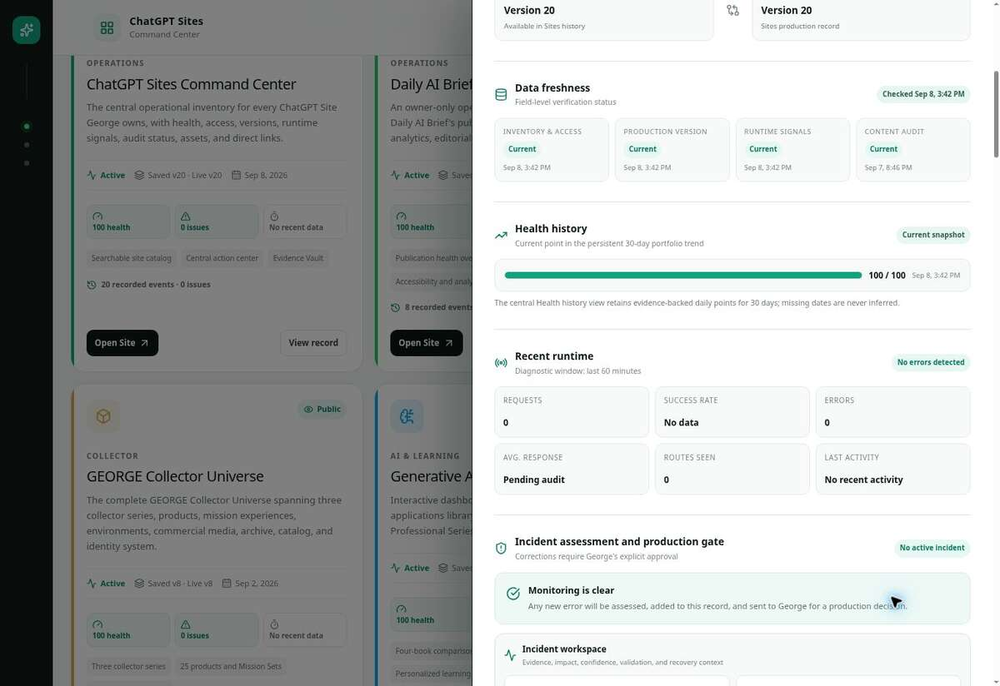 ChatGPT Sites
Command Center
OPERATIONS
ChatGPT Sites Command Center
The central operational inventory for every ChatGPT Site
George owns, with health, access, versions, runtime
signals, audit status, assets, and direct links.
Active
Saved v20 · Live v20
Sep 8, 2026
100 health
0 issues
No recent data
Searchable site catalog
Central action center
Evidence Vault
20 recorded events · 0 issues
Open Site
View record
OPERATIONS
Daily AI Brief
An owner-only
Daily AI Brief's
analytics, editorial
Active
Saved
100 health
Publication health
Accessibility and
8 recorded events
Open Site
Public
COLLECTOR
GEORGE Collector Universe
The complete GEORGE Collector Universe spanning three
collector series, products, mission experiences,
environments, commercial media, archive, catalog, and
identity system.
Active
Saved v8 · Live v8
Sep 2, 2026
100 health
0 issues
No recent data
Three collector series
25 products and Mission Sets
AI & LEARNING
Generative
Interactive
applications
Professional
Active
Saved
100 health
Four-book
Personalized learning
Version 20
Available in Sites history
Version 20
Sites production record
Data freshness
Field-level verification status
Checked Sep 8, 3:42 PM
INVENTORY & ACCESS
Current
Sep 8, 3:42 PM
PRODUCTION VERSION
Current
Sep 8, 3:42 PM
RUNTIME SIGNALS
Current
Sep 8, 3:42 PM
CONTENT AUDIT
Current
Sep 7, 8:46 PM
Health history
Current point in the persistent 30-day portfolio trend
Current snapshot
100 / 100
Sep 8, 3:42 PM
The central Health history view retains evidence-backed daily points for 30 days; missing dates are never inferred.
Recent runtime
Diagnostic window: last 60 minutes
No errors detected
REQUESTS
0
SUCCESS RATE
No data
ERRORS
0
AVG. RESPONSE
Pending audit
ROUTES SEEN
0
LAST ACTIVITY
No recent activity
Incident assessment and production gate
Corrections require George's explicit approval
No active incident
Monitoring is clear
Any new error will be assessed, added to this record, and sent to George for a production decision.
Incident workspace
Evidence, impact, confidence, validation, and recovery context